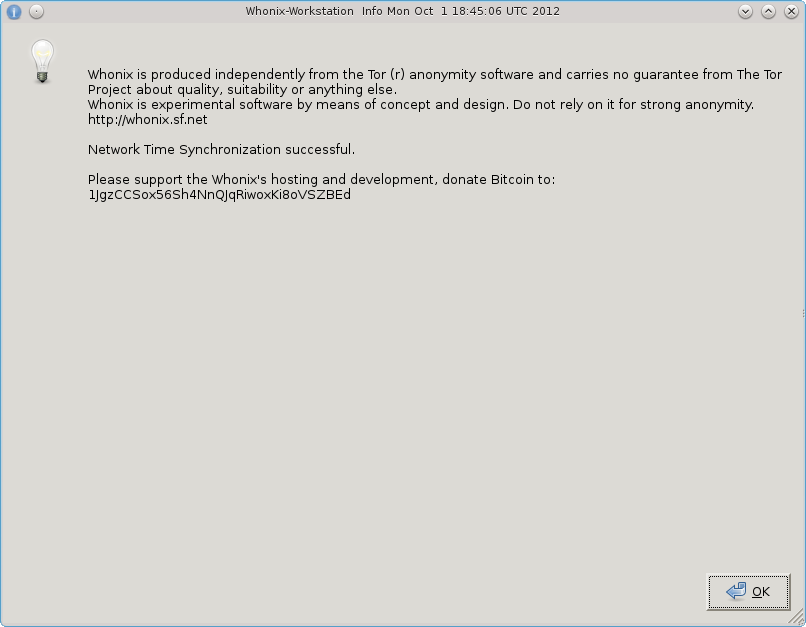 Whonix-Workstation  Info Mon Oct  1 18:45:06 UTC 2012
Whonix is produced independently from the Tor (r) anonymity software and carries no guarantee from The Tor
Project about quality, suitability or anything else.
Whonix is experimental software by means of concept and design. Do not rely on it for strong anonymity.
http://whonix.sf.net
Network Time Synchronization successful.
Please support the Whonix's hosting and development, donate Bitcoin to:
1JgzCCSox56Sh4NnQJqRiwoxKi8oVSZBEd
OK